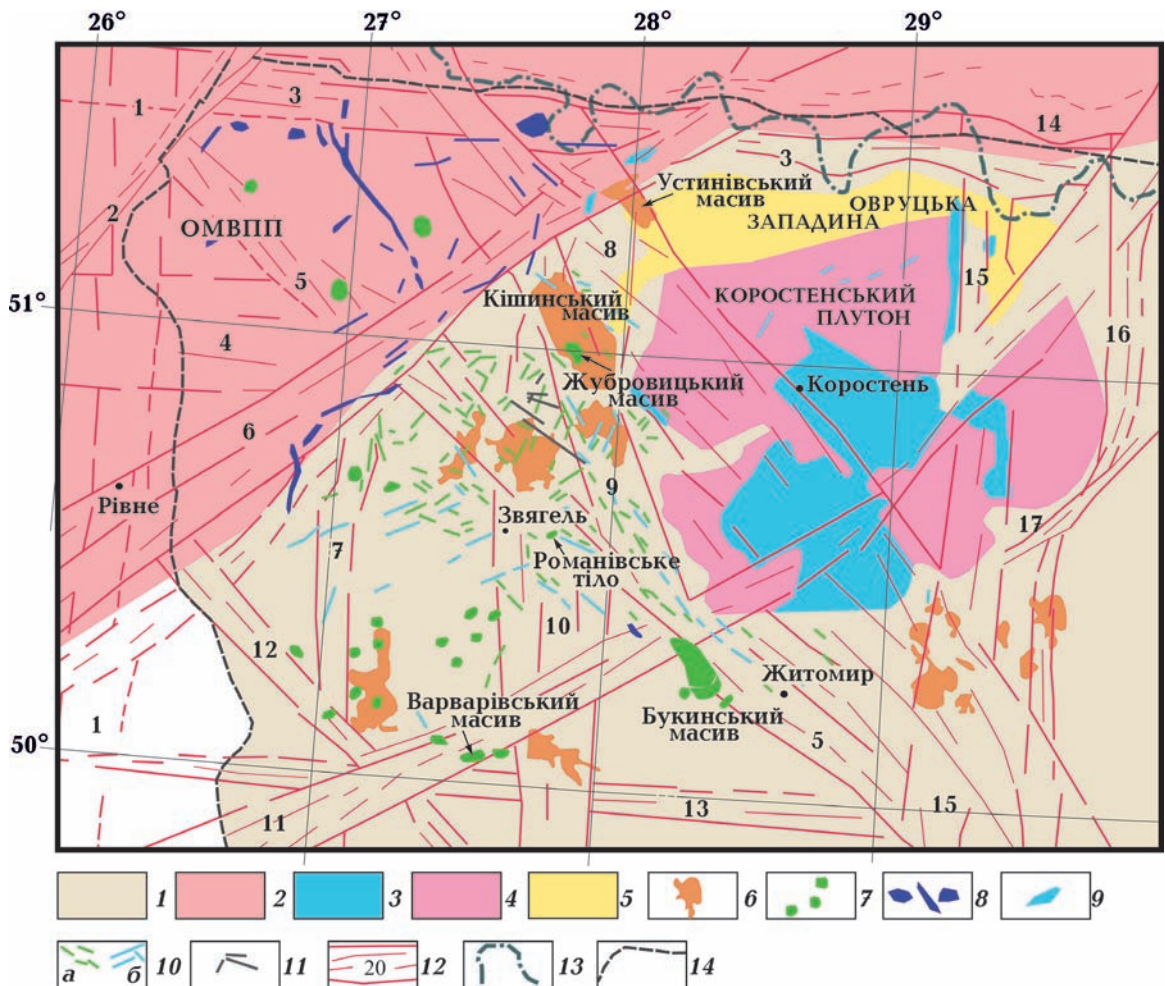 26° 27° 28° 29°
1
3
14
3
2
ОМВПП
Устинівський
масив
ОВРУЦЬКА
ЗАПАДИНА
8
5
15
51°
Кішинський
масив
КОРОСТЕНСЬКИЙ
ПЛУТОН
16
4
Жубровицький
масив
Коростень
6
Рівне
9
Звягель
7
17
Романівське
тіло
10
12
Житомир
Варварівський
масив
Букинський
масив
1
50°
5
11
13
15
1 2 3 4 5 6 7 8 9
а б 10 11 20 12 13 14